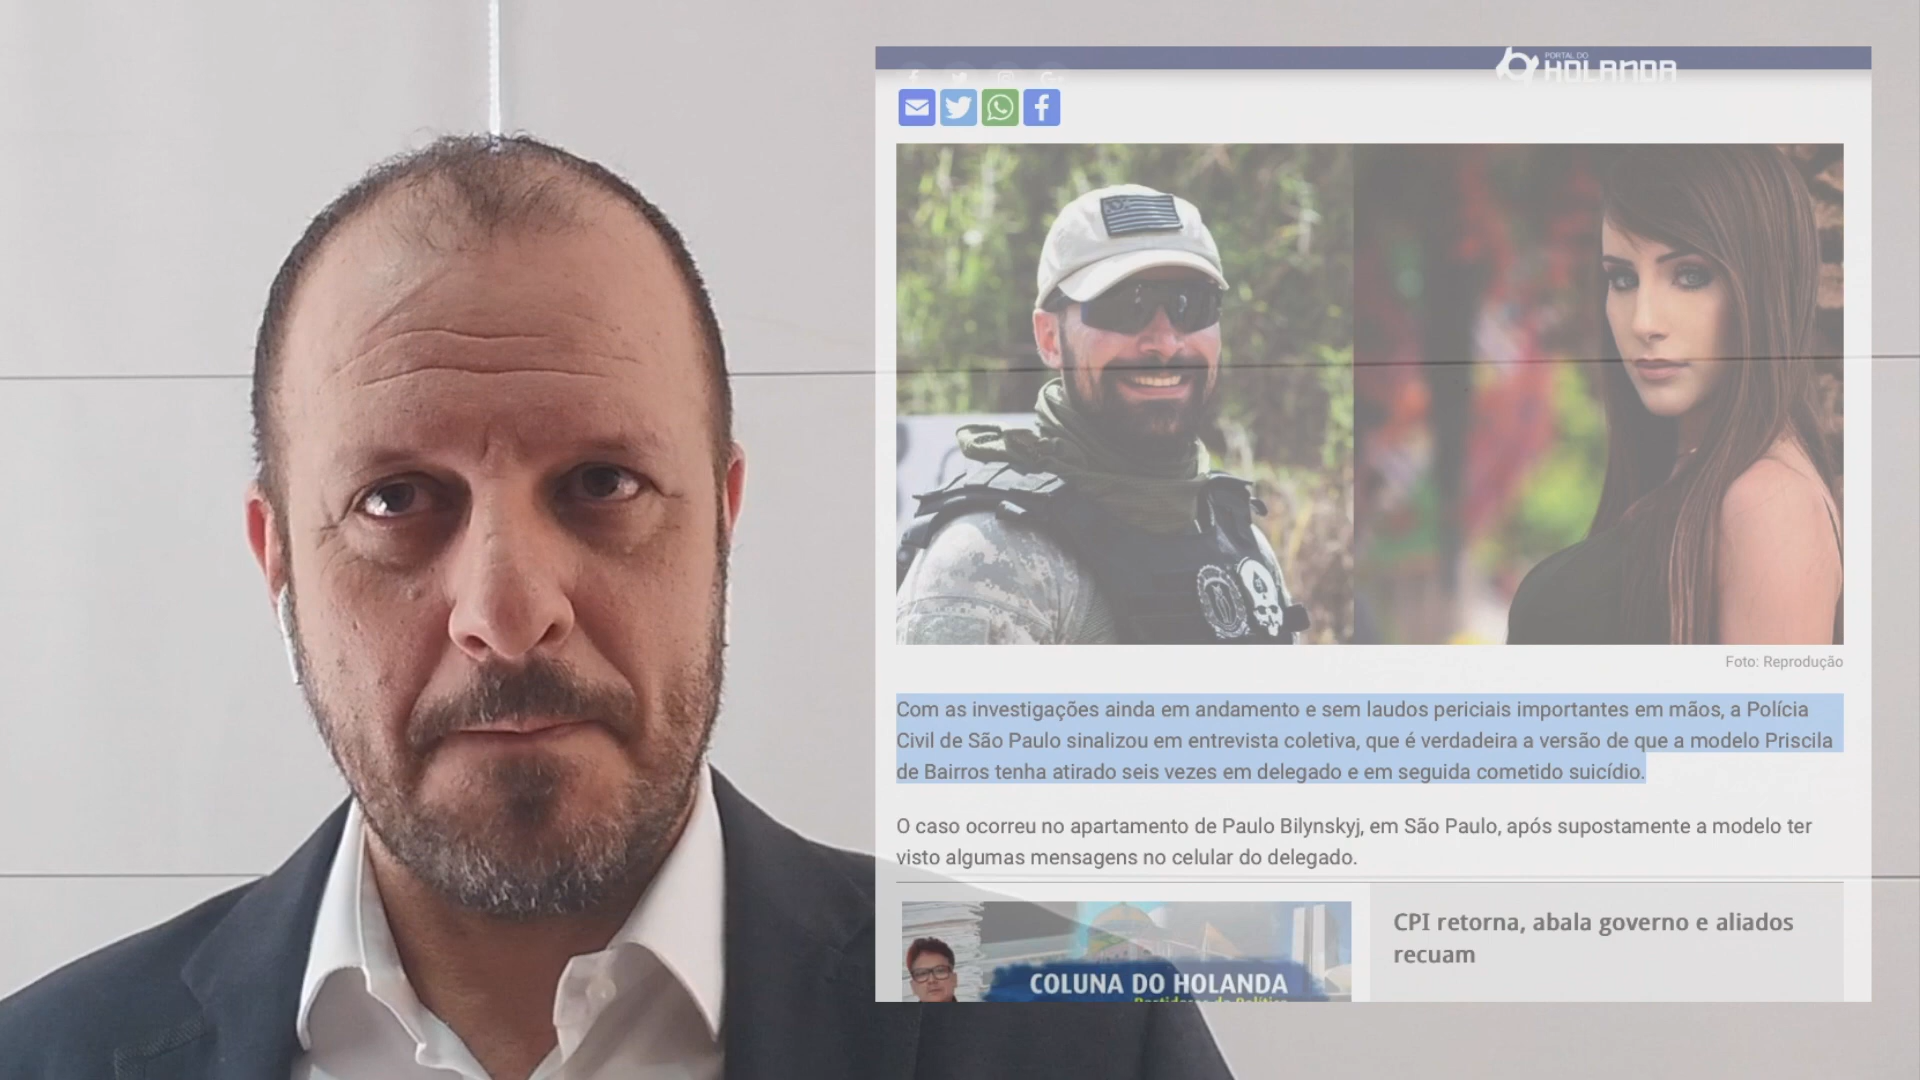 PORTAL DO
HOLANDA
Foto: Reprodução
Com as investigações ainda em andamento e sem laudos periciais importantes em mãos, a Polícia
Civil de São Paulo sinalizou em entrevista coletiva, que é verdadeira a versão de que a modelo Priscila
de Bairros tenha atirado seis vezes em delegado e em seguida cometido suicídio.
O caso ocorreu no apartamento de Paulo Bilynskyj, em São Paulo, após supostamente a modelo ter
visto algumas mensagens no celular do delegado.
COLUNA DO HOLANDA
CPI retorna, abala governo e aliados
recuam